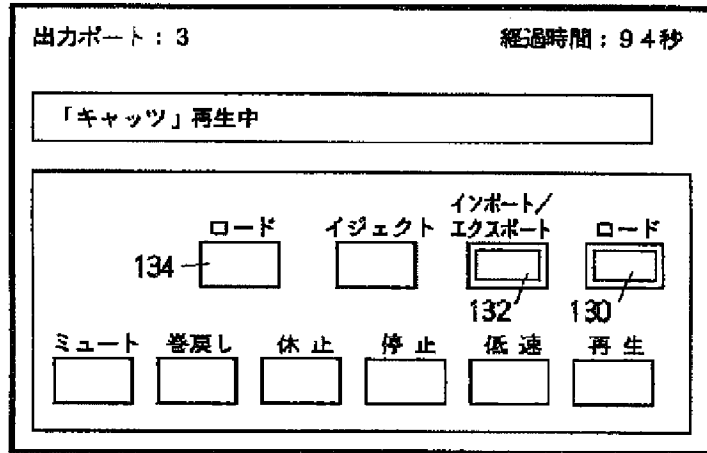 出力ポート：3 経過時間：94秒
「キャッツ」再生中
インポート／
ロード イジェクト エクスポート ロード
134
132 130
ミュート 巻戻し 休止 停止 低速 再生